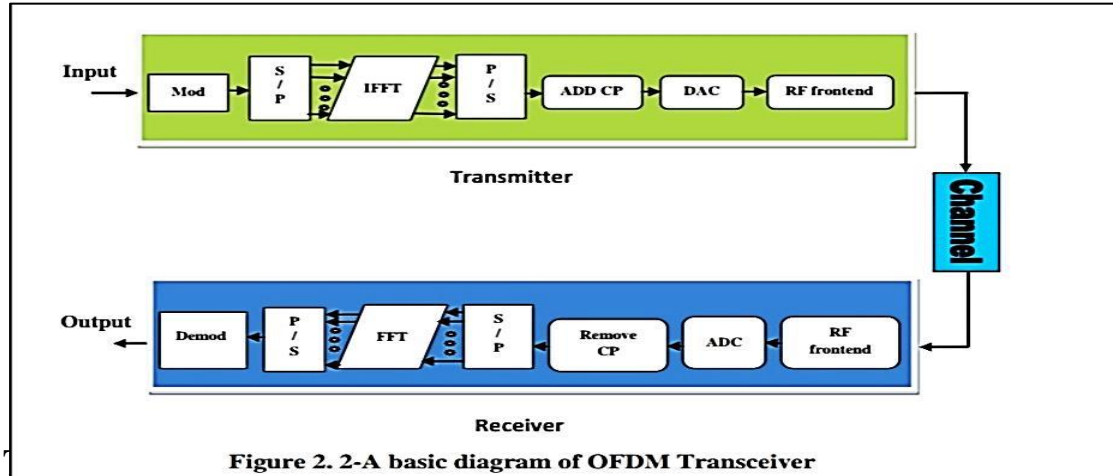 Input
Mod
S
/
P
IFFT
P
/
S
ADD CP
DAC
RF frontend
Transmitter
Channel
Output
Demod
P
/
S
FFT
S
/
P
Remove
CP
ADC
RF
frontend
Receiver
Figure 2. 2-A basic diagram of OFDM Transceiver